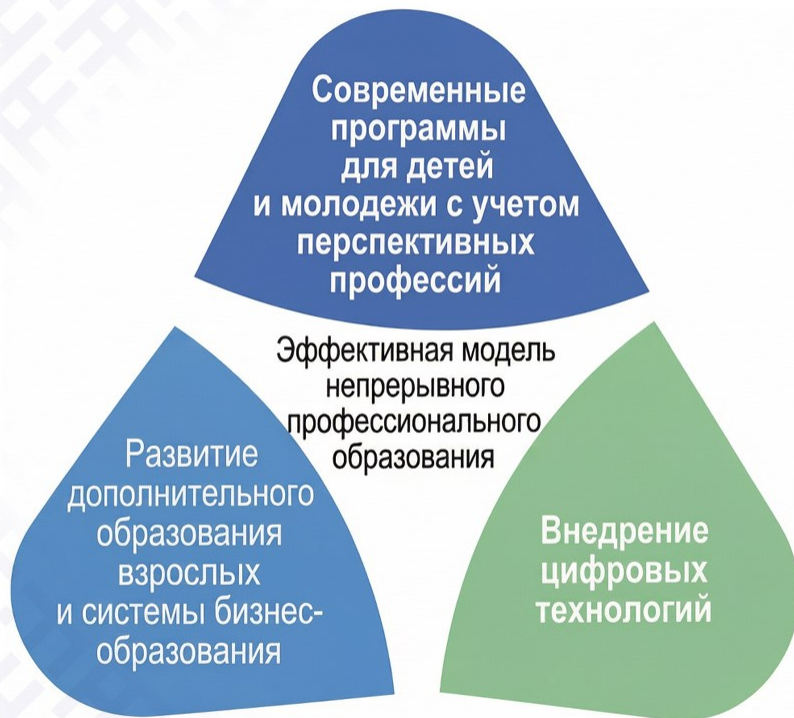 Современные
программы
для детей
и молодежи с учетом
перспективных
профессий
Эффективная модель
непрерывного
профессионального
образования
Развитие
дополнительного
образования
взрослых
и системы бизнес-
образования
Внедрение
цифровых
технологий